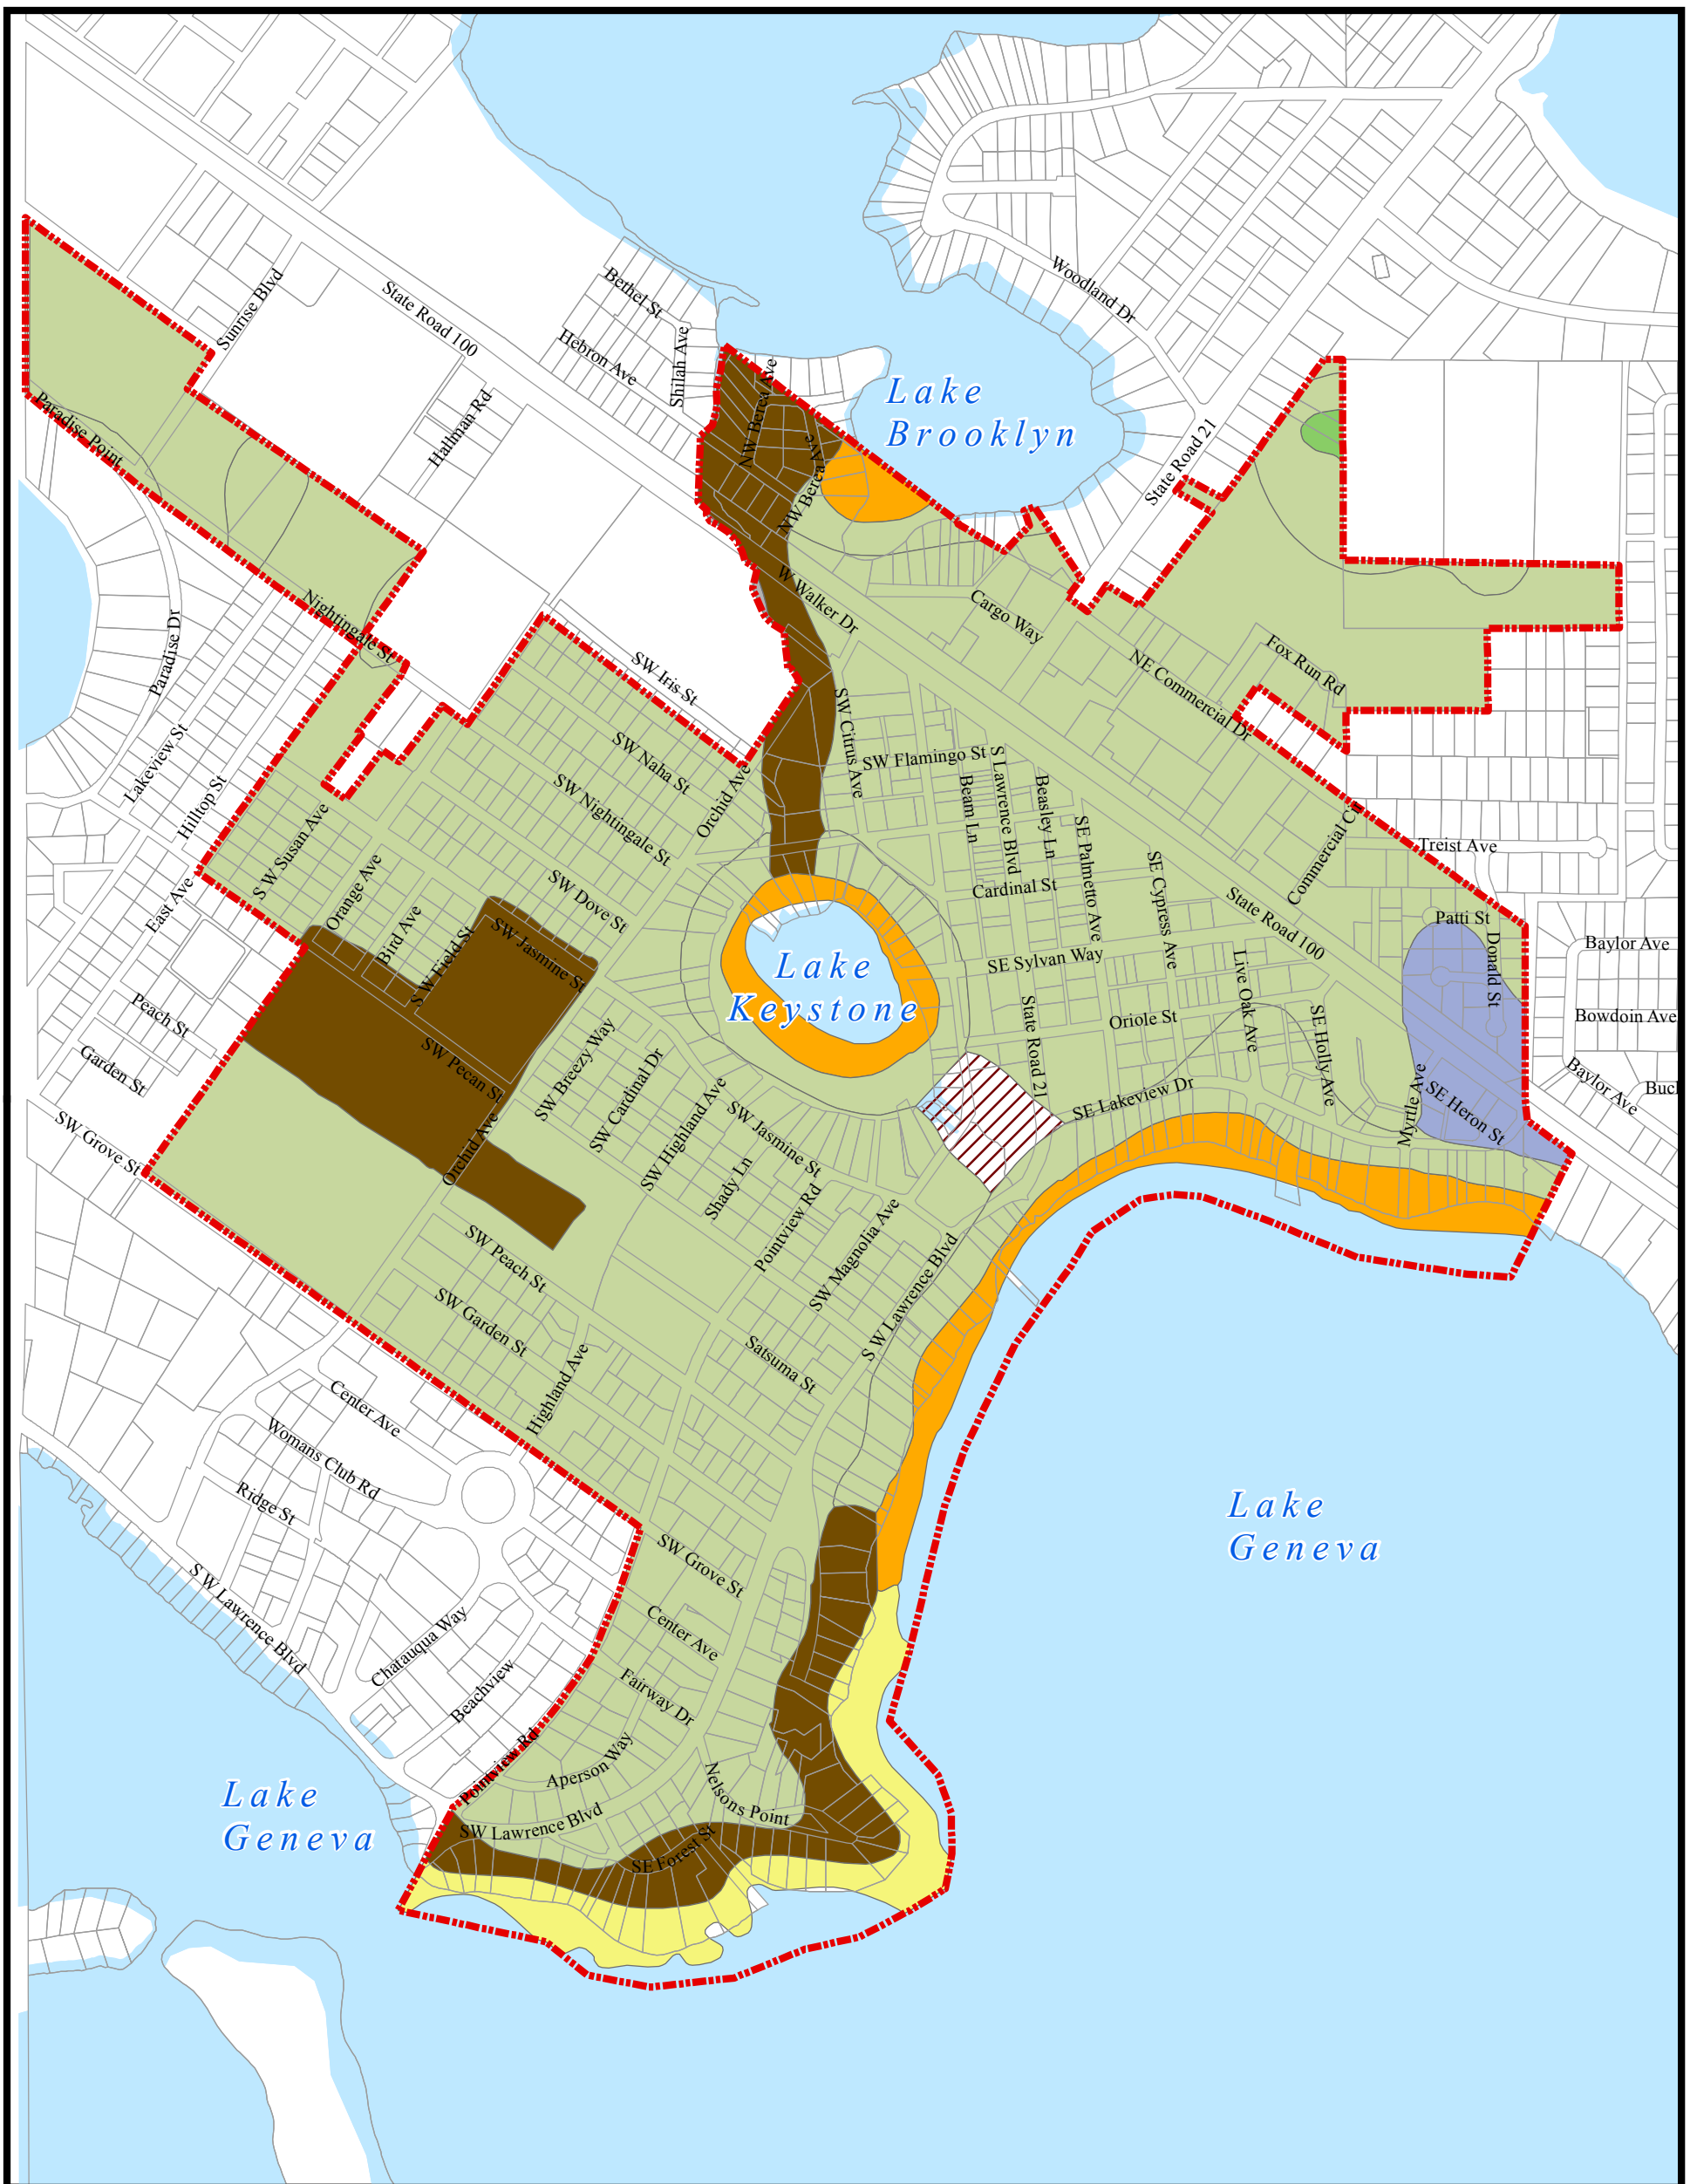 Woodland Dr
Bethel St
Sunrise Blvd
State Road 100
Hebron Ave
Shilah Ave
NW Berea Ave
Lake
Brooklyn
Hallman Rd
Paradise Point
NW Berea Ave
State Road 21
W Walker Dr
Cargo Way
Nightingale St
Paradise Dr
SW Iris St
Fox Run Rd
NE Commercial Dr
SW Citrus Ave
SW Naha St
SW Flamingo St
S Lawrence Blvd
Beam Ln
Beasley Ln
Lakeview St
Hilltop St
SW Nightingale St
Orchid Ave
SE Palmetto Ave
Commercial Cir
Treist Ave
S W Susan Ave
Orange Ave
SW Dove St
Cardinal St
SE Cypress Ave
State Road 100
East Ave
Bird Ave
S W Field St
SW Jasmine St
Patti St
Donald St
Baylor Ave
Lake
Keystone
SE Sylvan Way
Live Oak Ave
Peach St
Garden St
SW Pecan St
SW Breezy Way
SW Cardinal Dr
State Road 21
Oriole St
SE Holly Ave
Bowdoin Ave
SW Highland Ave
SW Jasmine St
SE Lakeview Dr
Myrtle Ave
SE Heron St
Baylor Ave
Bucl
SW Grove St
Orchid Ave
Shady Ln
Pointview Rd
SW Magnolia Ave
SW Peach St
SW Garden St
S W Lawrence Blvd
Satsuma St
Highland Ave
Center Ave
Womans Club Rd
Ridge St
Lake
Geneva
SW Grove St
S W Lawrence Blvd
Chatauqua Way
Center Ave
Beachview
Fairway Dr
Pointview Rd
Aperson Way
Nelsons Point
Lake
Geneva
SW Lawrence Blvd
SE Forest St